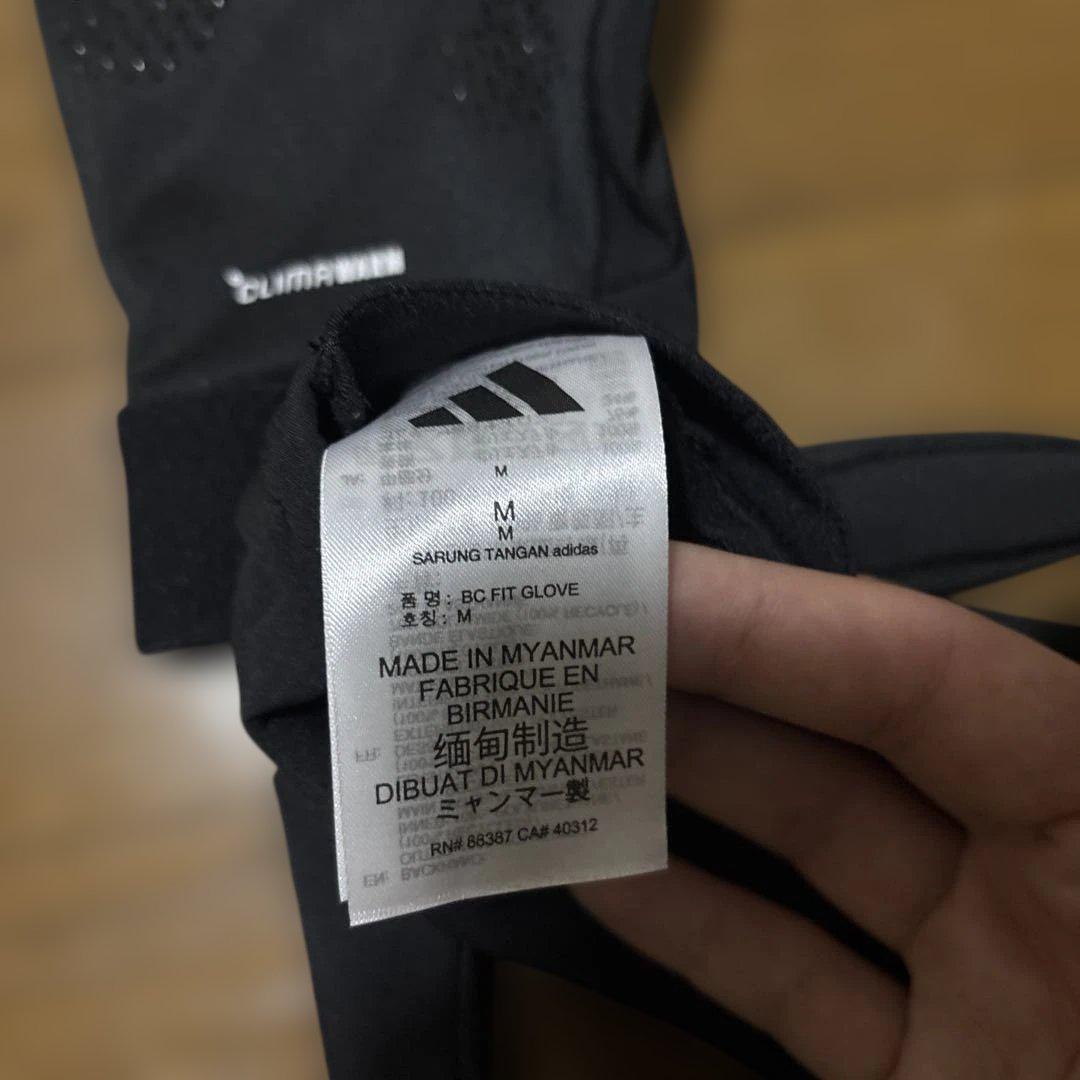 CLIMAWARM
M
M
M
SARUNG TANGAN adidas
품 명 : BC FIT GLOVE
호칭 : M
MADE IN MYANMAR
FABRIQUE EN
BIRMANIE
缅甸制造
DIBUAT DI MYANMAR
ミャンマー製
RN# 88387 CA# 40312